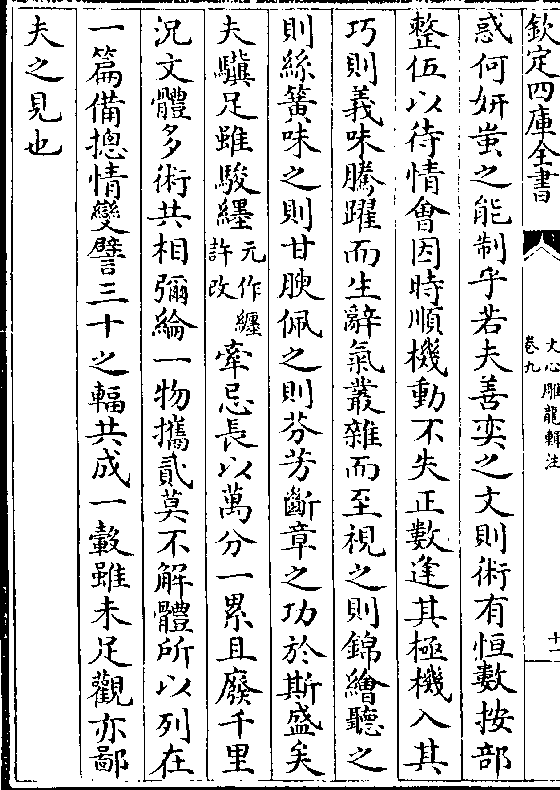 欽定四庫全書
文心雕龍輯注
卷九
十一
惑何妍蚩之能制乎若夫善奕之文則術有恒數按部
整伍以待情會因時順機動不失正數逢其極機入其
巧則義味騰躍而生辭氣叢雜而至視之則錦繪聽之
則絲簧味之則甘腴佩之則芬芳斷章之功於斯盛矣
夫驥足雖駿纆元作纏許改牽忌長以萬分一累且廢千里
況文體多術共相彌綸一物攜貳莫不解體所以列在
一篇備揔情變譬三十之輻共成一轂雖未足觀亦鄙
夫之見也